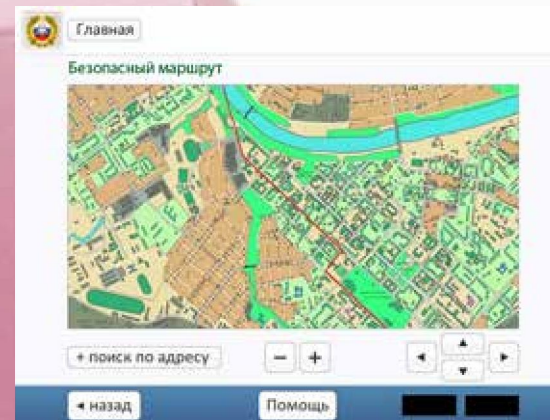 Главная
Безопасный маршрут
+ поиск по адресу
− +
◂ назад
Помощь